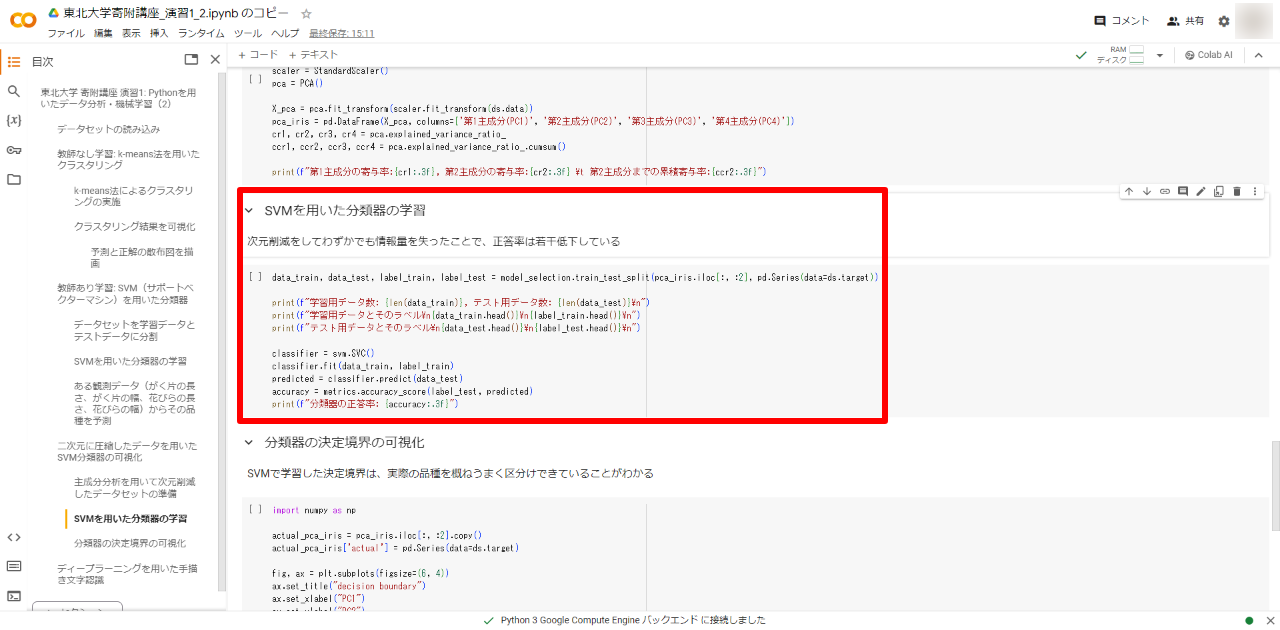 東北大学寄附講座_演習1_2.ipynb のコピー
ファイル 編集 表示 挿入 ランタイム ツール ヘルプ 最終保存: 15:11
コメント 共有
目次
+ コード + テキスト
RAM
ディスク
Colab AI
東北大学 寄附講座 演習1: Pythonを用
いたデータ分析・機械学習（2）
データセットの読み込み
教師なし学習: k-means法を用いた
クラスタリング
k-means法によるクラスタリ
ングの実施
クラスタリング結果を可視化
予測と正解の散布図を描
画
教師あり学習: SVM（サポートベ
クターマシン）を用いた分類器
データセットを学習データと
テストデータに分割
SVMを用いた分類器の学習
ある観測データ（がく片の長
さ、がく片の幅、花びらの長
さ、花びらの幅）からその品
種を予測
二次元に圧縮したデータを用いた
SVM分類器の可視化
主成分分析を用いて次元削減
したデータセットの準備
SVMを用いた分類器の学習
分類器の決定境界の可視化
ディープラーニングを用いた手描
き文字認識
scaler = StandardScaler()
[ ] pca = PCA()
X_pca = pca.fit_transform(scaler.fit_transform(ds.data))
pca_iris = pd.DataFrame(X_pca, columns=['第1主成分(PC1)', '第2主成分(PC2)', '第3主成分(PC3)', '第4主成分(PC4)'])
cr1, cr2, cr3, cr4 = pca.explained_variance_ratio_
ccr1, ccr2, ccr3, ccr4 = pca.explained_variance_ratio_.cumsum()
print(f"第1主成分の寄与率:{cr1:.3f}, 第2主成分の寄与率:{cr2:.3f} ¥t 第2主成分までの累積寄与率:{ccr2:.3f}")
SVMを用いた分類器の学習
次元削減をしてわずかでも情報量を失ったことで、正答率は若干低下している
[ ] data_train, data_test, label_train, label_test = model_selection.train_test_split(pca_iris.iloc[:, :2], pd.Series(data=ds.target))
print(f"学習用データ数: {len(data_train)}, テスト用データ数: {len(data_test)}¥n")
print(f"学習用データとそのラベル¥n{data_train.head()}¥n{label_train.head()}¥n")
print(f"テスト用データとそのラベル¥n{data_test.head()}¥n{label_test.head()}¥n")
classifier = svm.SVC()
classifier.fit(data_train, label_train)
predicted = classifier.predict(data_test)
accuracy = metrics.accuracy_score(label_test, predicted)
print(f"分類器の正答率: {accuracy:.3f}")
分類器の決定境界の可視化
SVMで学習した決定境界は、実際の品種を概ねうまく区分けできていることがわかる
[ ] import numpy as np
actual_pca_iris = pca_iris.iloc[:, :2].copy()
actual_pca_iris["actual"] = pd.Series(data=ds.target)
fig, ax = plt.subplots(figsize=(6, 4))
ax.set_title("decision boundary")
ax.set_xlabel("PC1")
Python 3 Google Compute Engine バックエンド に接続しました